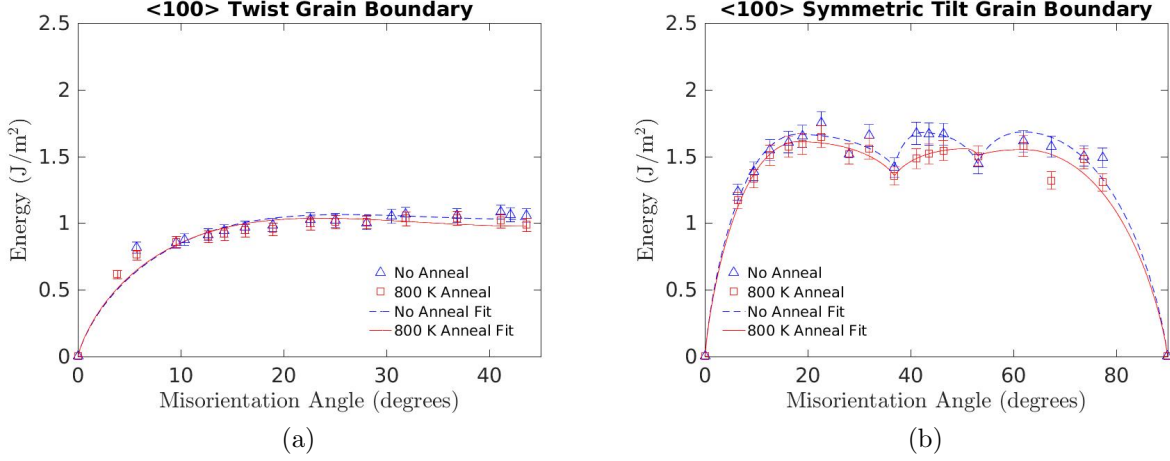 <100> Twist Grain Boundary
2.5
2
1.5
1
0.5
0
Energy (J/m²)
0 10 20 30 40
Misorientation Angle (degrees)
No Anneal
800 K Anneal
No Anneal Fit
800 K Anneal Fit
(a)
<100> Symmetric Tilt Grain Boundary
2.5
2
1.5
1
0.5
0
Energy (J/m²)
0 20 40 60 80
Misorientation Angle (degrees)
No Anneal
800 K Anneal
No Anneal Fit
800 K Anneal Fit
(b)